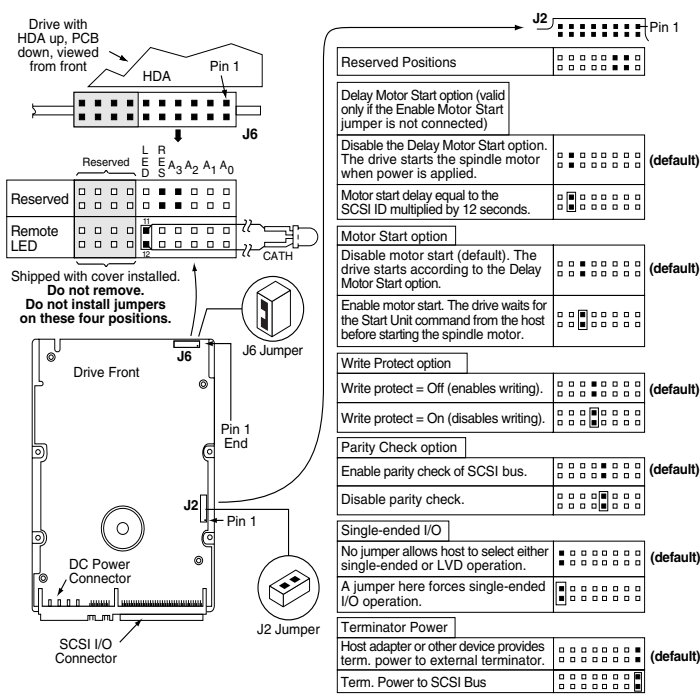 Drive with
HDA up, PCB
down, viewed
from front
HDA
Pin 1
J6
Reserved
LED
RES
A3 A2 A1 A0
Reserved
Remote
LED
11
12
CATH
Shipped with cover installed.
Do not remove.
Do not install jumpers
on these four positions.
J6 Jumper
J6
Drive Front
Pin 1
End
J2
Pin 1
DC Power
Connector
SCSI I/O
Connector
J2 Jumper
J2
Pin 1
Reserved Positions
Delay Motor Start option (valid
only if the Enable Motor Start
jumper is not connected)
Disable the Delay Motor Start option.
The drive starts the spindle motor
when power is applied.
(default)
Motor start delay equal to the
SCSI ID multiplied by 12 seconds.
Motor Start option
Disable motor start (default). The
drive starts according to the Delay
Motor Start option.
(default)
Enable motor start. The drive waits for
the Start Unit command from the host
before starting the spindle motor.
Write Protect option
Write protect = Off (enables writing).
(default)
Write protect = On (disables writing).
Parity Check option
Enable parity check of SCSI bus.
(default)
Disable parity check.
Single-ended I/O
No jumper allows host to select either
single-ended or LVD operation.
(default)
A jumper here forces single-ended
I/O operation.
Terminator Power
Host adapter or other device provides
term. power to external terminator.
(default)
Term. Power to SCSI Bus